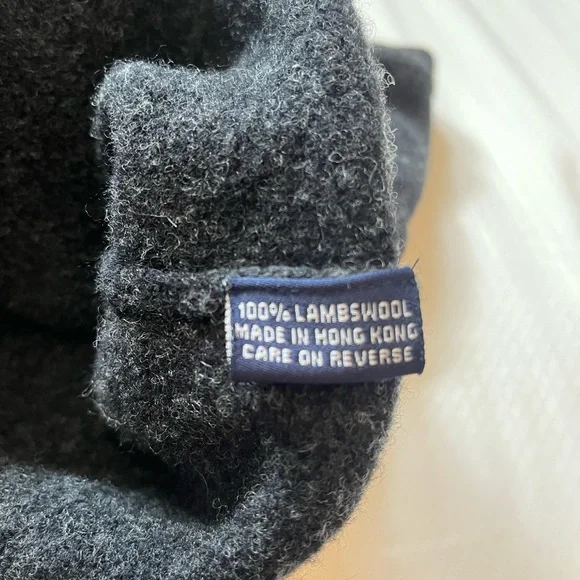 100% LAMBSWOOL
MADE IN HONG KONG
CARE ON REVERSE